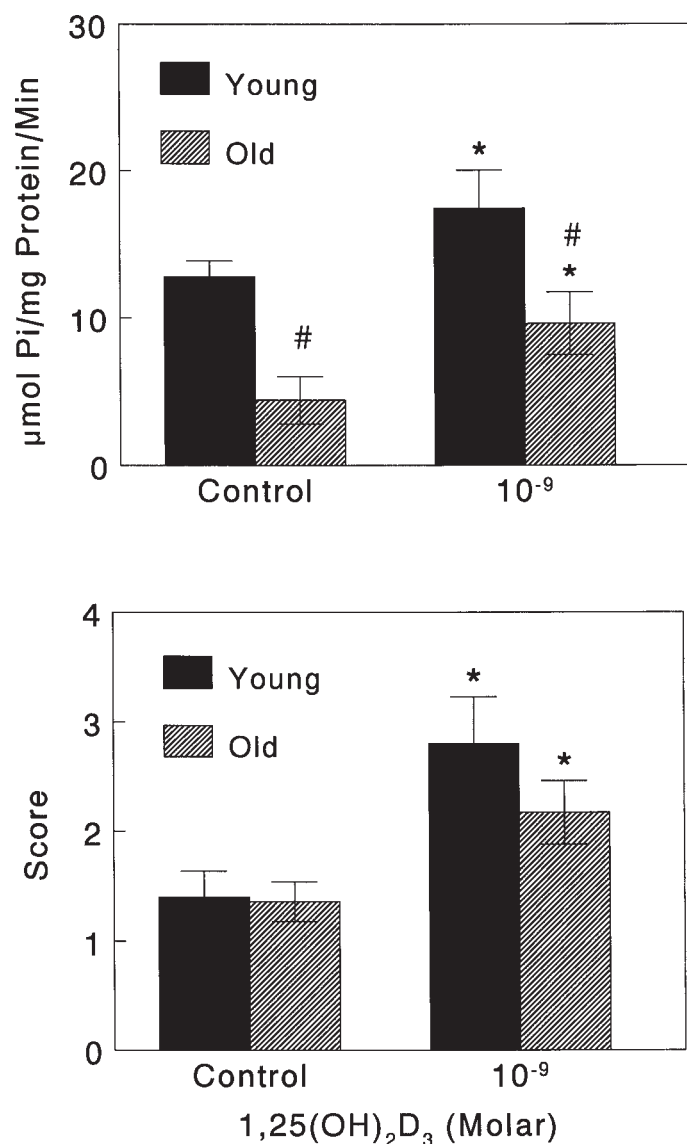 30
20
10
0
µmol Pi/mg Protein/Min
Young
Old
*
#
#
*
Control
10⁻⁹
4
3
2
1
0
Score
Young
Old
*
*
Control
10⁻⁹
1,25(OH)₂D₃ (Molar)